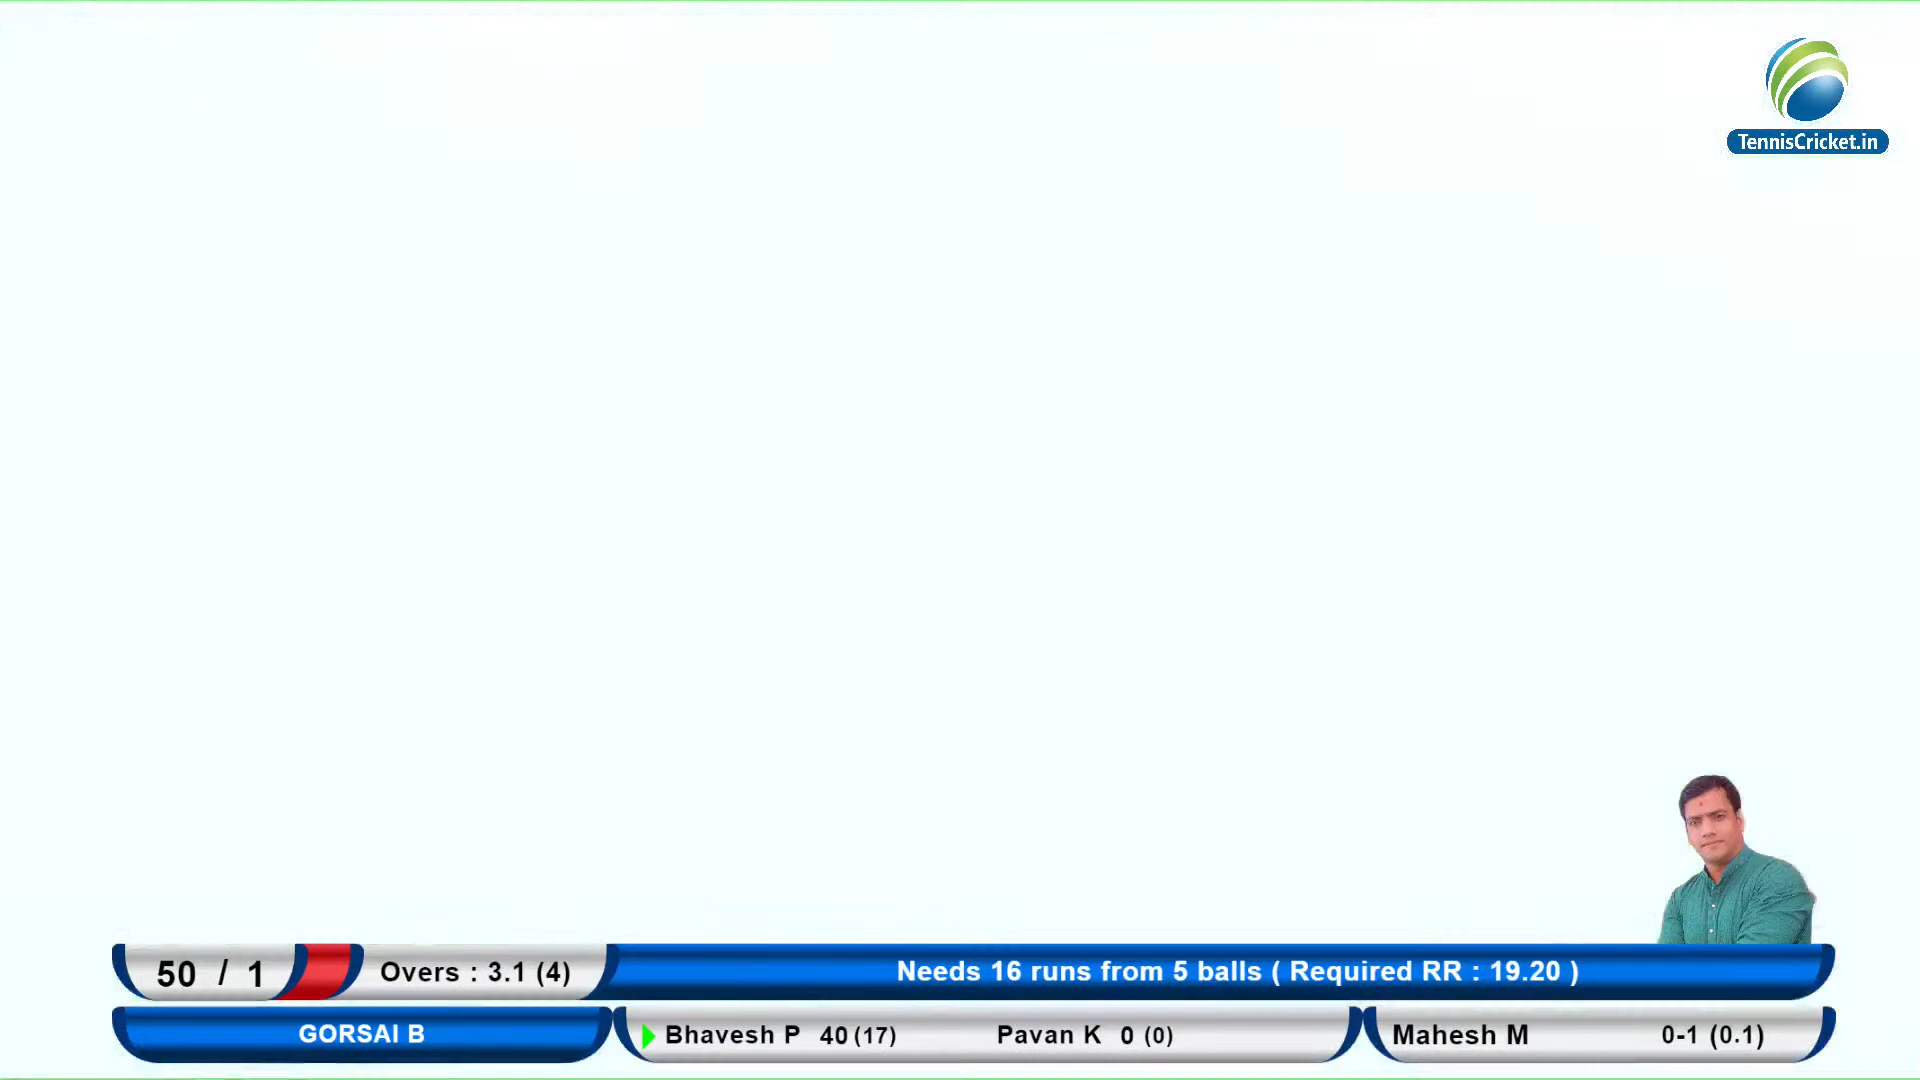 TennisCricket.in
50 / 1
Overs : 3.1 (4)
Needs 16 runs from 5 balls ( Required RR : 19.20 )
GORSAI B
Bhavesh P 40 (17) Pavan K 0 (0)
Mahesh M 0-1 (0.1)